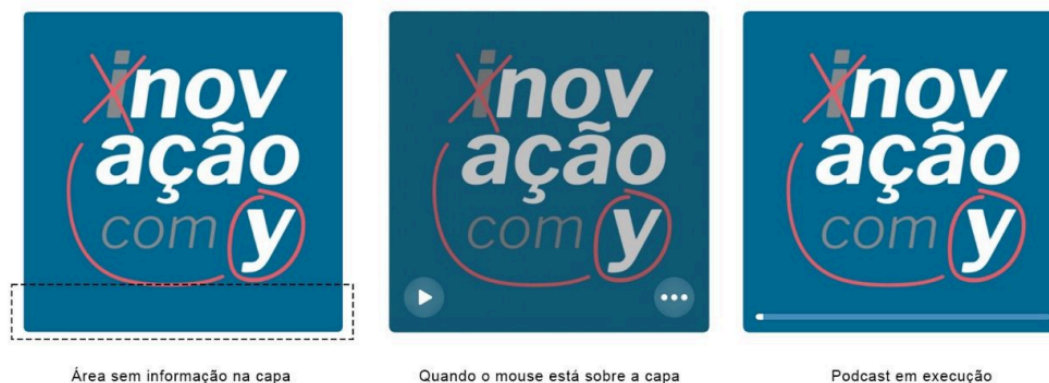 inov
ação
com y
Área sem informação na capa
inov
ação
com y
Quando o mouse está sobre a capa
inov
ação
com y
Podcast em execução